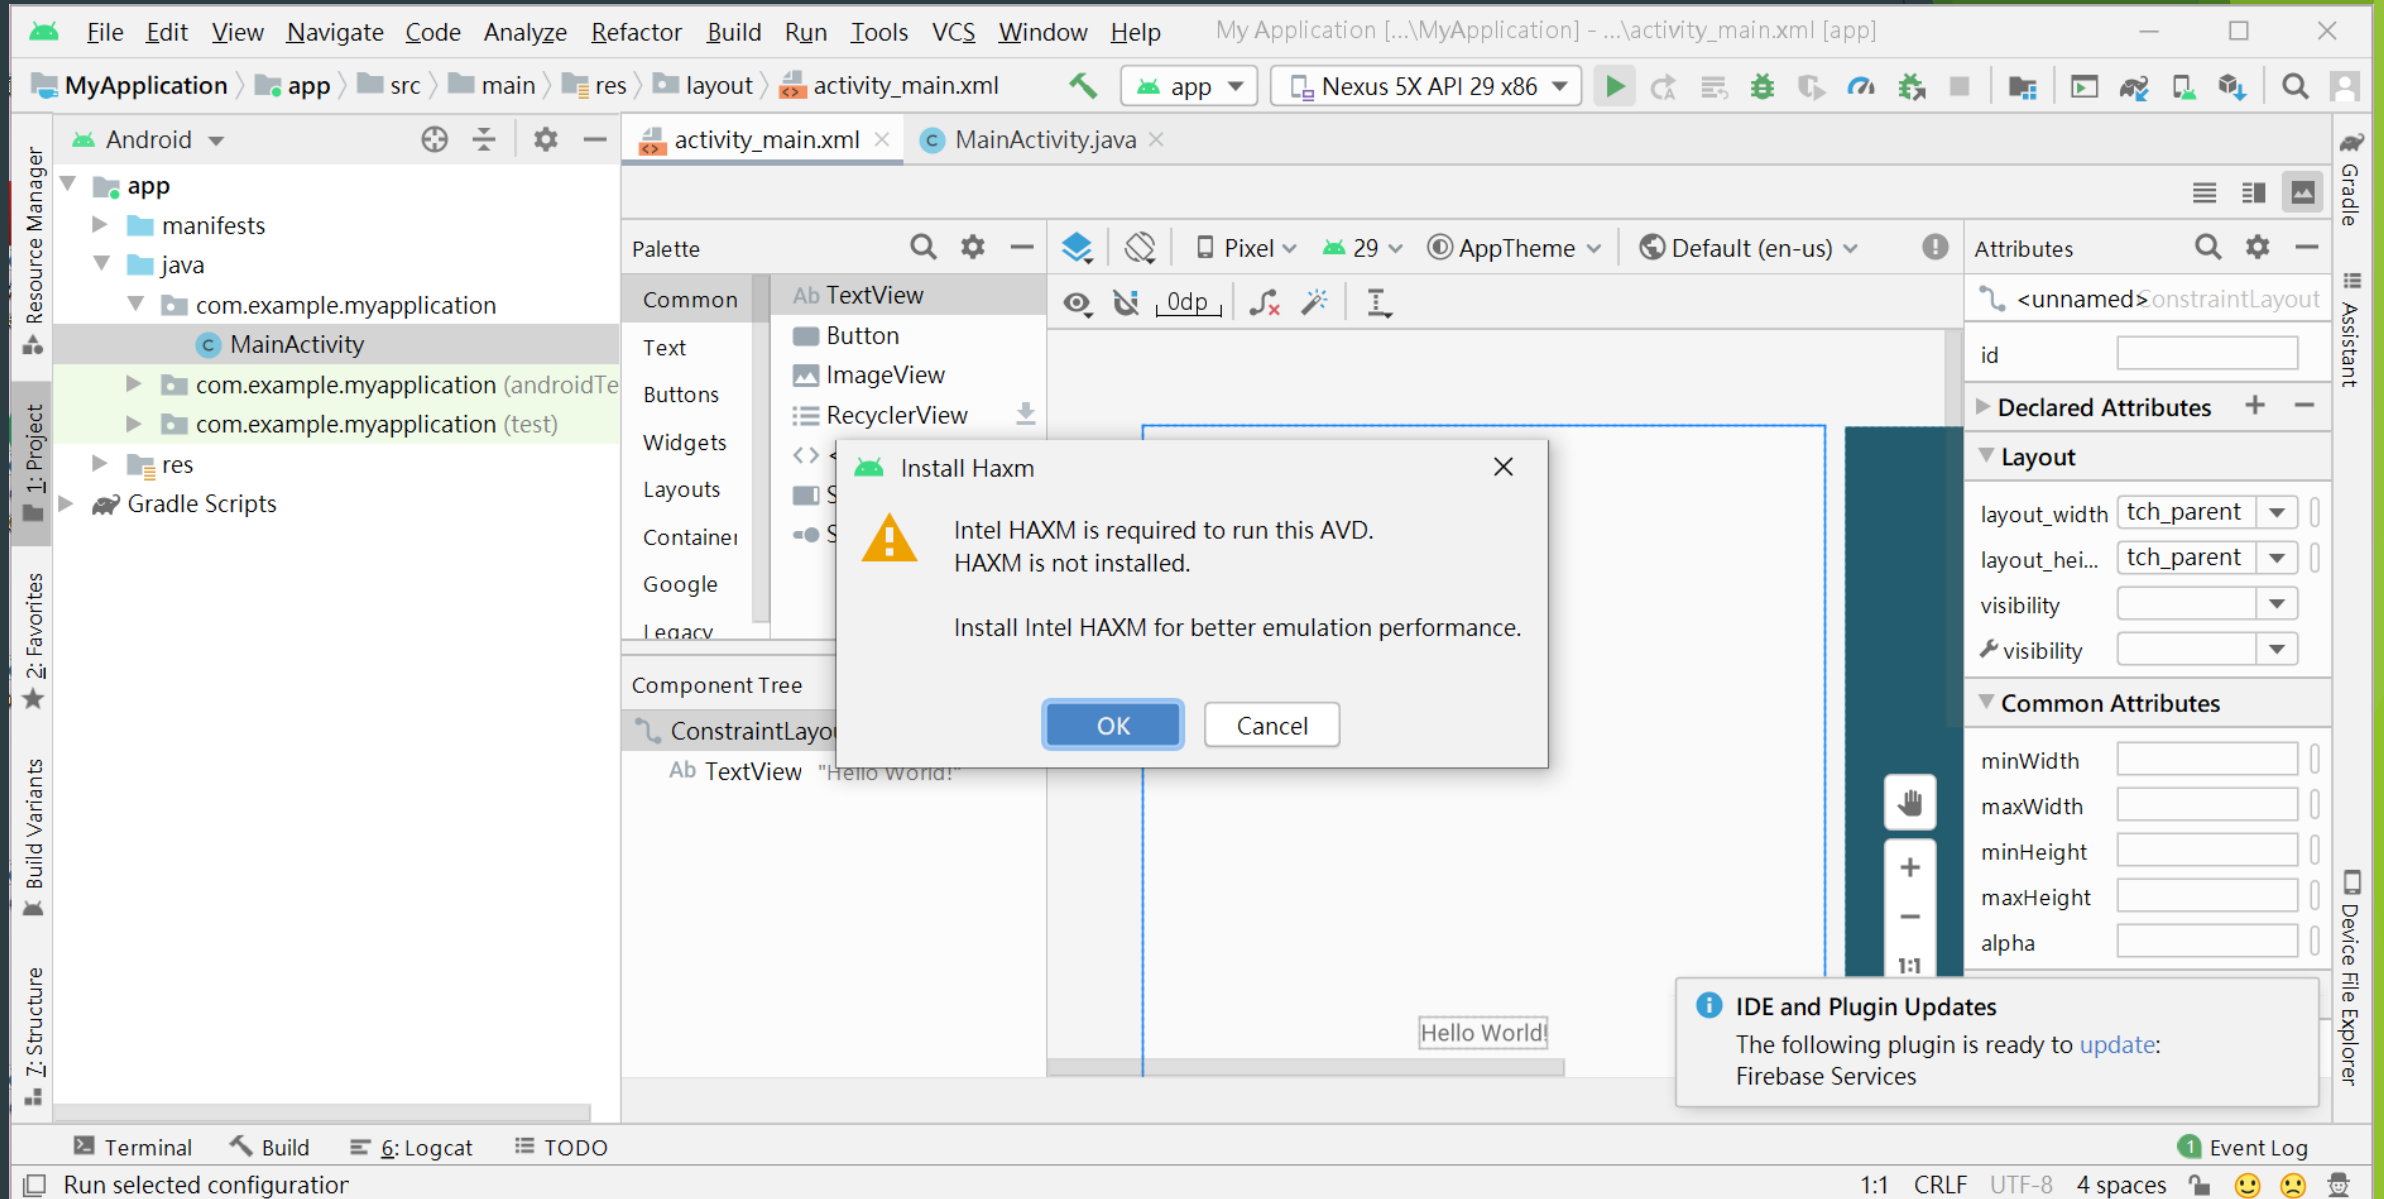 File Edit View Navigate Code Analyze Refactor Build Run Tools VCS Window Help My Application [...\MyApplication] - ...\activity_main.xml [app]
MyApplication app src main res layout activity_main.xml app Nexus 5X API 29 x86
Android
activity_main.xml MainActivity.java
app
manifests
java
com.example.myapplication
MainActivity
com.example.myapplication (androidTe
com.example.myapplication (test)
res
Gradle Scripts
Resource Manager
1: Project
2: Favorites
Build Variants
7: Structure
Palette
Common
Text
Buttons
Widgets
Layouts
Container
Google
Legacy
Ab TextView
Button
ImageView
RecyclerView
S
S
Pixel 29 AppTheme Default (en-us)
0dp
Install Haxm
Intel HAXM is required to run this AVD.
HAXM is not installed.
Install Intel HAXM for better emulation performance.
OK Cancel
Component Tree
ConstraintLayou
Ab TextView "Hello World!"
Hello World!
1:1
Attributes
<unnamed> ConstraintLayout
id
Declared Attributes
Layout
layout_width tch_parent
layout_hei... tch_parent
visibility
visibility
Common Attributes
minWidth
maxWidth
minHeight
maxHeight
alpha
IDE and Plugin Updates
The following plugin is ready to update:
Firebase Services
Gradle
Assistant
Device File Explorer
Terminal Build 6: Logcat TODO 1 Event Log
Run selected configuration 1:1 CRLF UTF-8 4 spaces